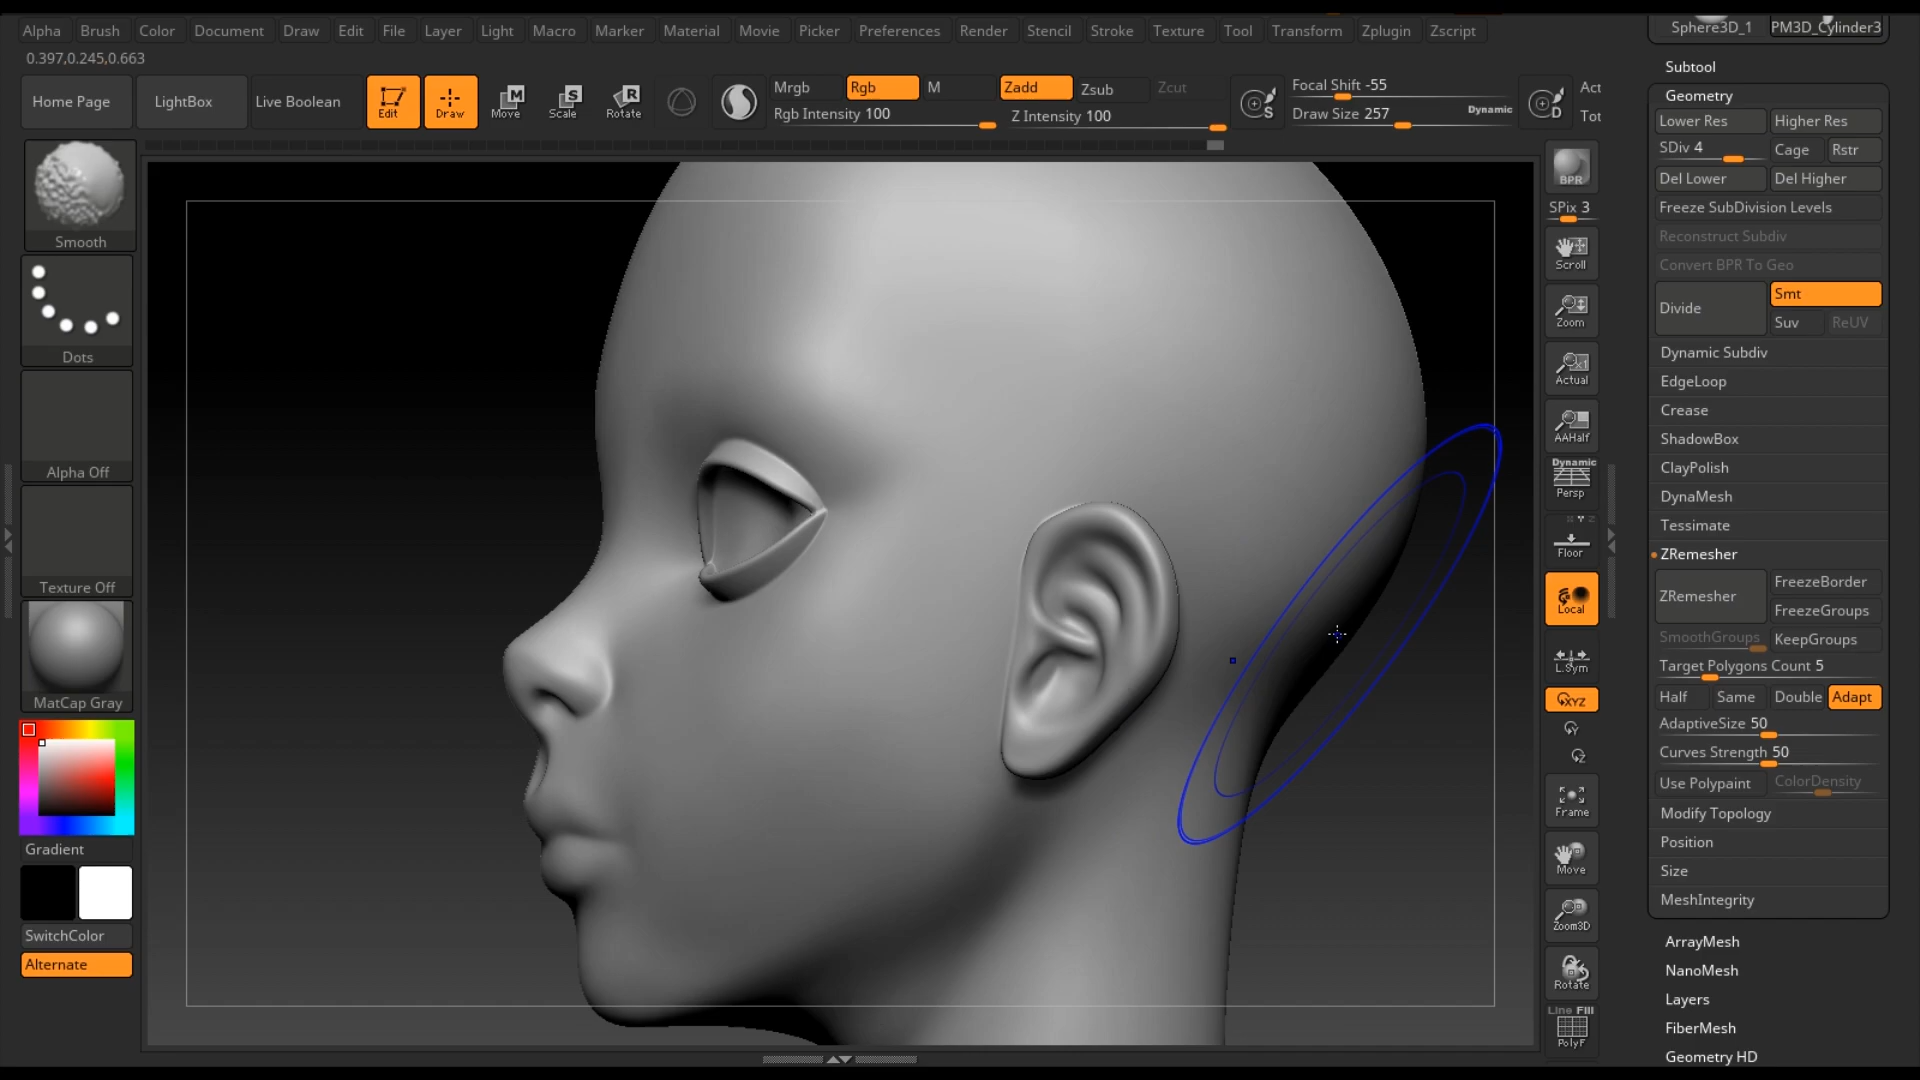 Alpha Brush Color Document Draw Edit File Layer Light Macro Marker Material Movie Picker Preferences Render Stencil Stroke Texture Tool Transform Zplugin Zscript
0.397,0.245,0.663
Home Page LightBox Live Boolean Edit Draw Move Scale Rotate
Mrgb Rgb M Zadd Zsub Zcut
Rgb Intensity 100 Z Intensity 100
Focal Shift -55
Draw Size 257 Dynamic
S D
Act
Tot
Smooth
Dots
Alpha Off
Texture Off
MatCap Gray
Gradient
SwitchColor
Alternate
BPR
SPix 3
Scroll
Zoom
Actual
AAHalf
Dynamic
Persp
Floor
Local
L.Sym
XYZ
Y
Z
Frame
Move
Zoom3D
Rotate
Line Fill
PolyF
Sphere3D_1 PM3D_Cylinder3
Subtool
Geometry
Lower Res Higher Res
SDiv 4 Cage Rstr
Del Lower Del Higher
Freeze SubDivision Levels
Reconstruct Subdiv
Convert BPR To Geo
Divide Smt
Suv ReUV
Dynamic Subdiv
EdgeLoop
Crease
ShadowBox
ClayPolish
DynaMesh
Tessimate
ZRemesher
ZRemesher FreezeBorder
FreezeGroups
SmoothGroups KeepGroups
Target Polygons Count 5
Half Same Double Adapt
AdaptiveSize 50
Curves Strength 50
Use Polypaint ColorDensity
Modify Topology
Position
Size
MeshIntegrity
ArrayMesh
NanoMesh
Layers
FiberMesh
Geometry HD